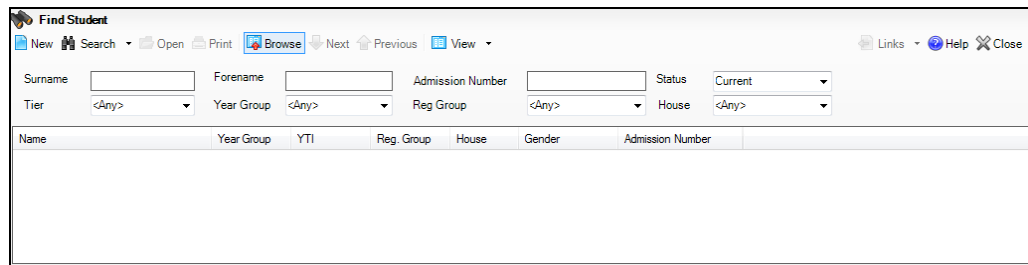 Find Student
New Search Open Print Browse Next Previous View Links Help Close
Surname Forename Admission Number Status Current
Tier <Any> Year Group <Any> Reg Group <Any> House <Any>
Name Year Group YTI Reg. Group House Gender Admission Number